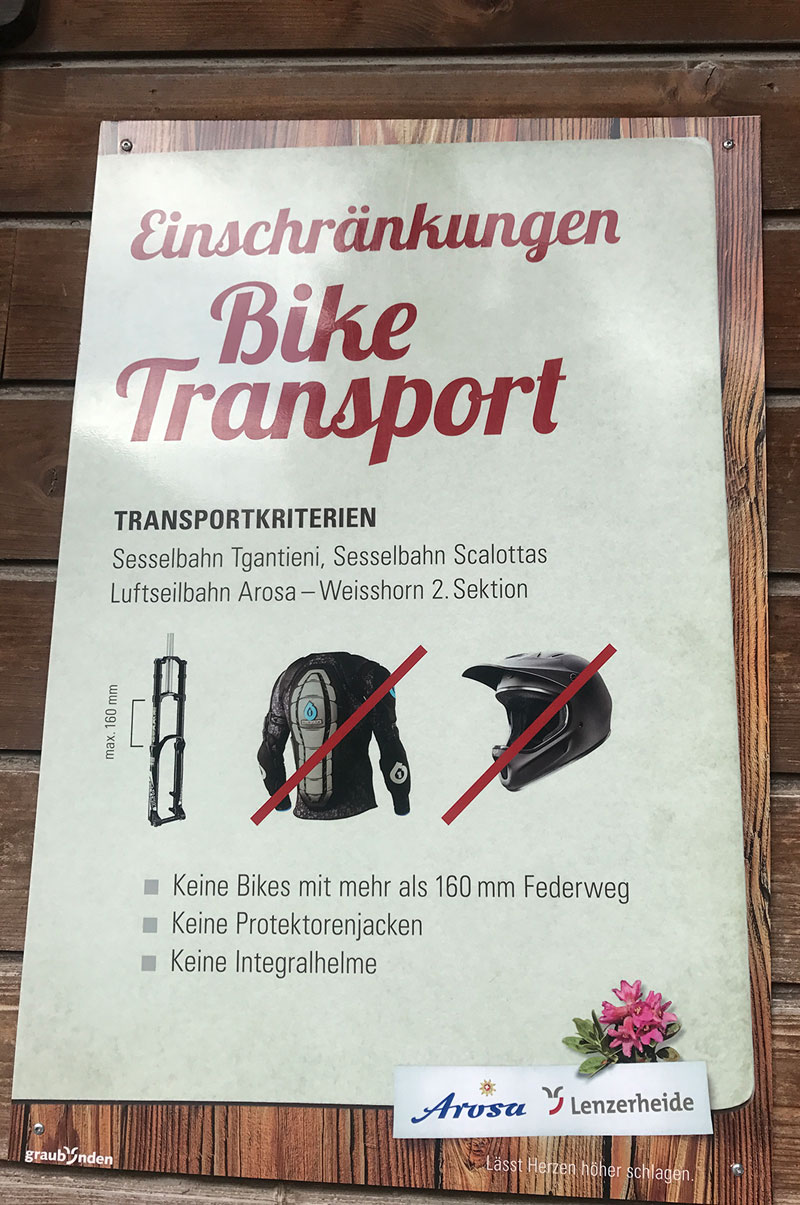 Einschränkungen
Bike
Transport
TRANSPORTKRITERIEN
Sesselbahn Tgantieni, Sesselbahn Scalottas
Luftseilbahn Arosa – Weisshorn 2. Sektion
max. 160 mm
Keine Bikes mit mehr als 160 mm Federweg
Keine Protektorenjacken
Keine Integralhelme
Arosa Lenzerheide
graubünden
Lässt Herzen höher schlagen.